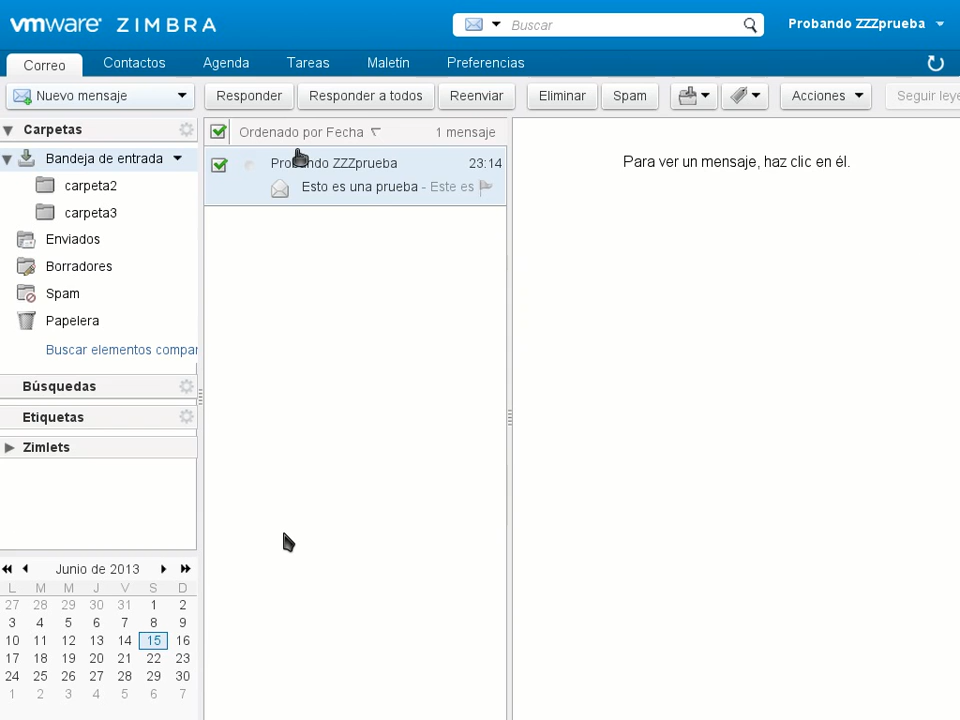 vmware ZIMBRA
Buscar
Probando ZZZprueba
Correo Contactos Agenda Tareas Maletín Preferencias
Nuevo mensaje Responder Responder a todos Reenviar Eliminar Spam Acciones Seguir leye
Carpetas
Ordenado por Fecha 1 mensaje
Bandeja de entrada
carpeta2
carpeta3
Enviados
Borradores
Spam
Papelera
Buscar elementos compar
Búsquedas
Etiquetas
Zimlets
Probando ZZZprueba 23:14
Esto es una prueba - Este es
Para ver un mensaje, haz clic en él.
Junio de 2013
L M M J V S D
27 28 29 30 31 1 2
3 4 5 6 7 8 9
10 11 12 13 14 15 16
17 18 19 20 21 22 23
24 25 26 27 28 29 30
1 2 3 4 5 6 7